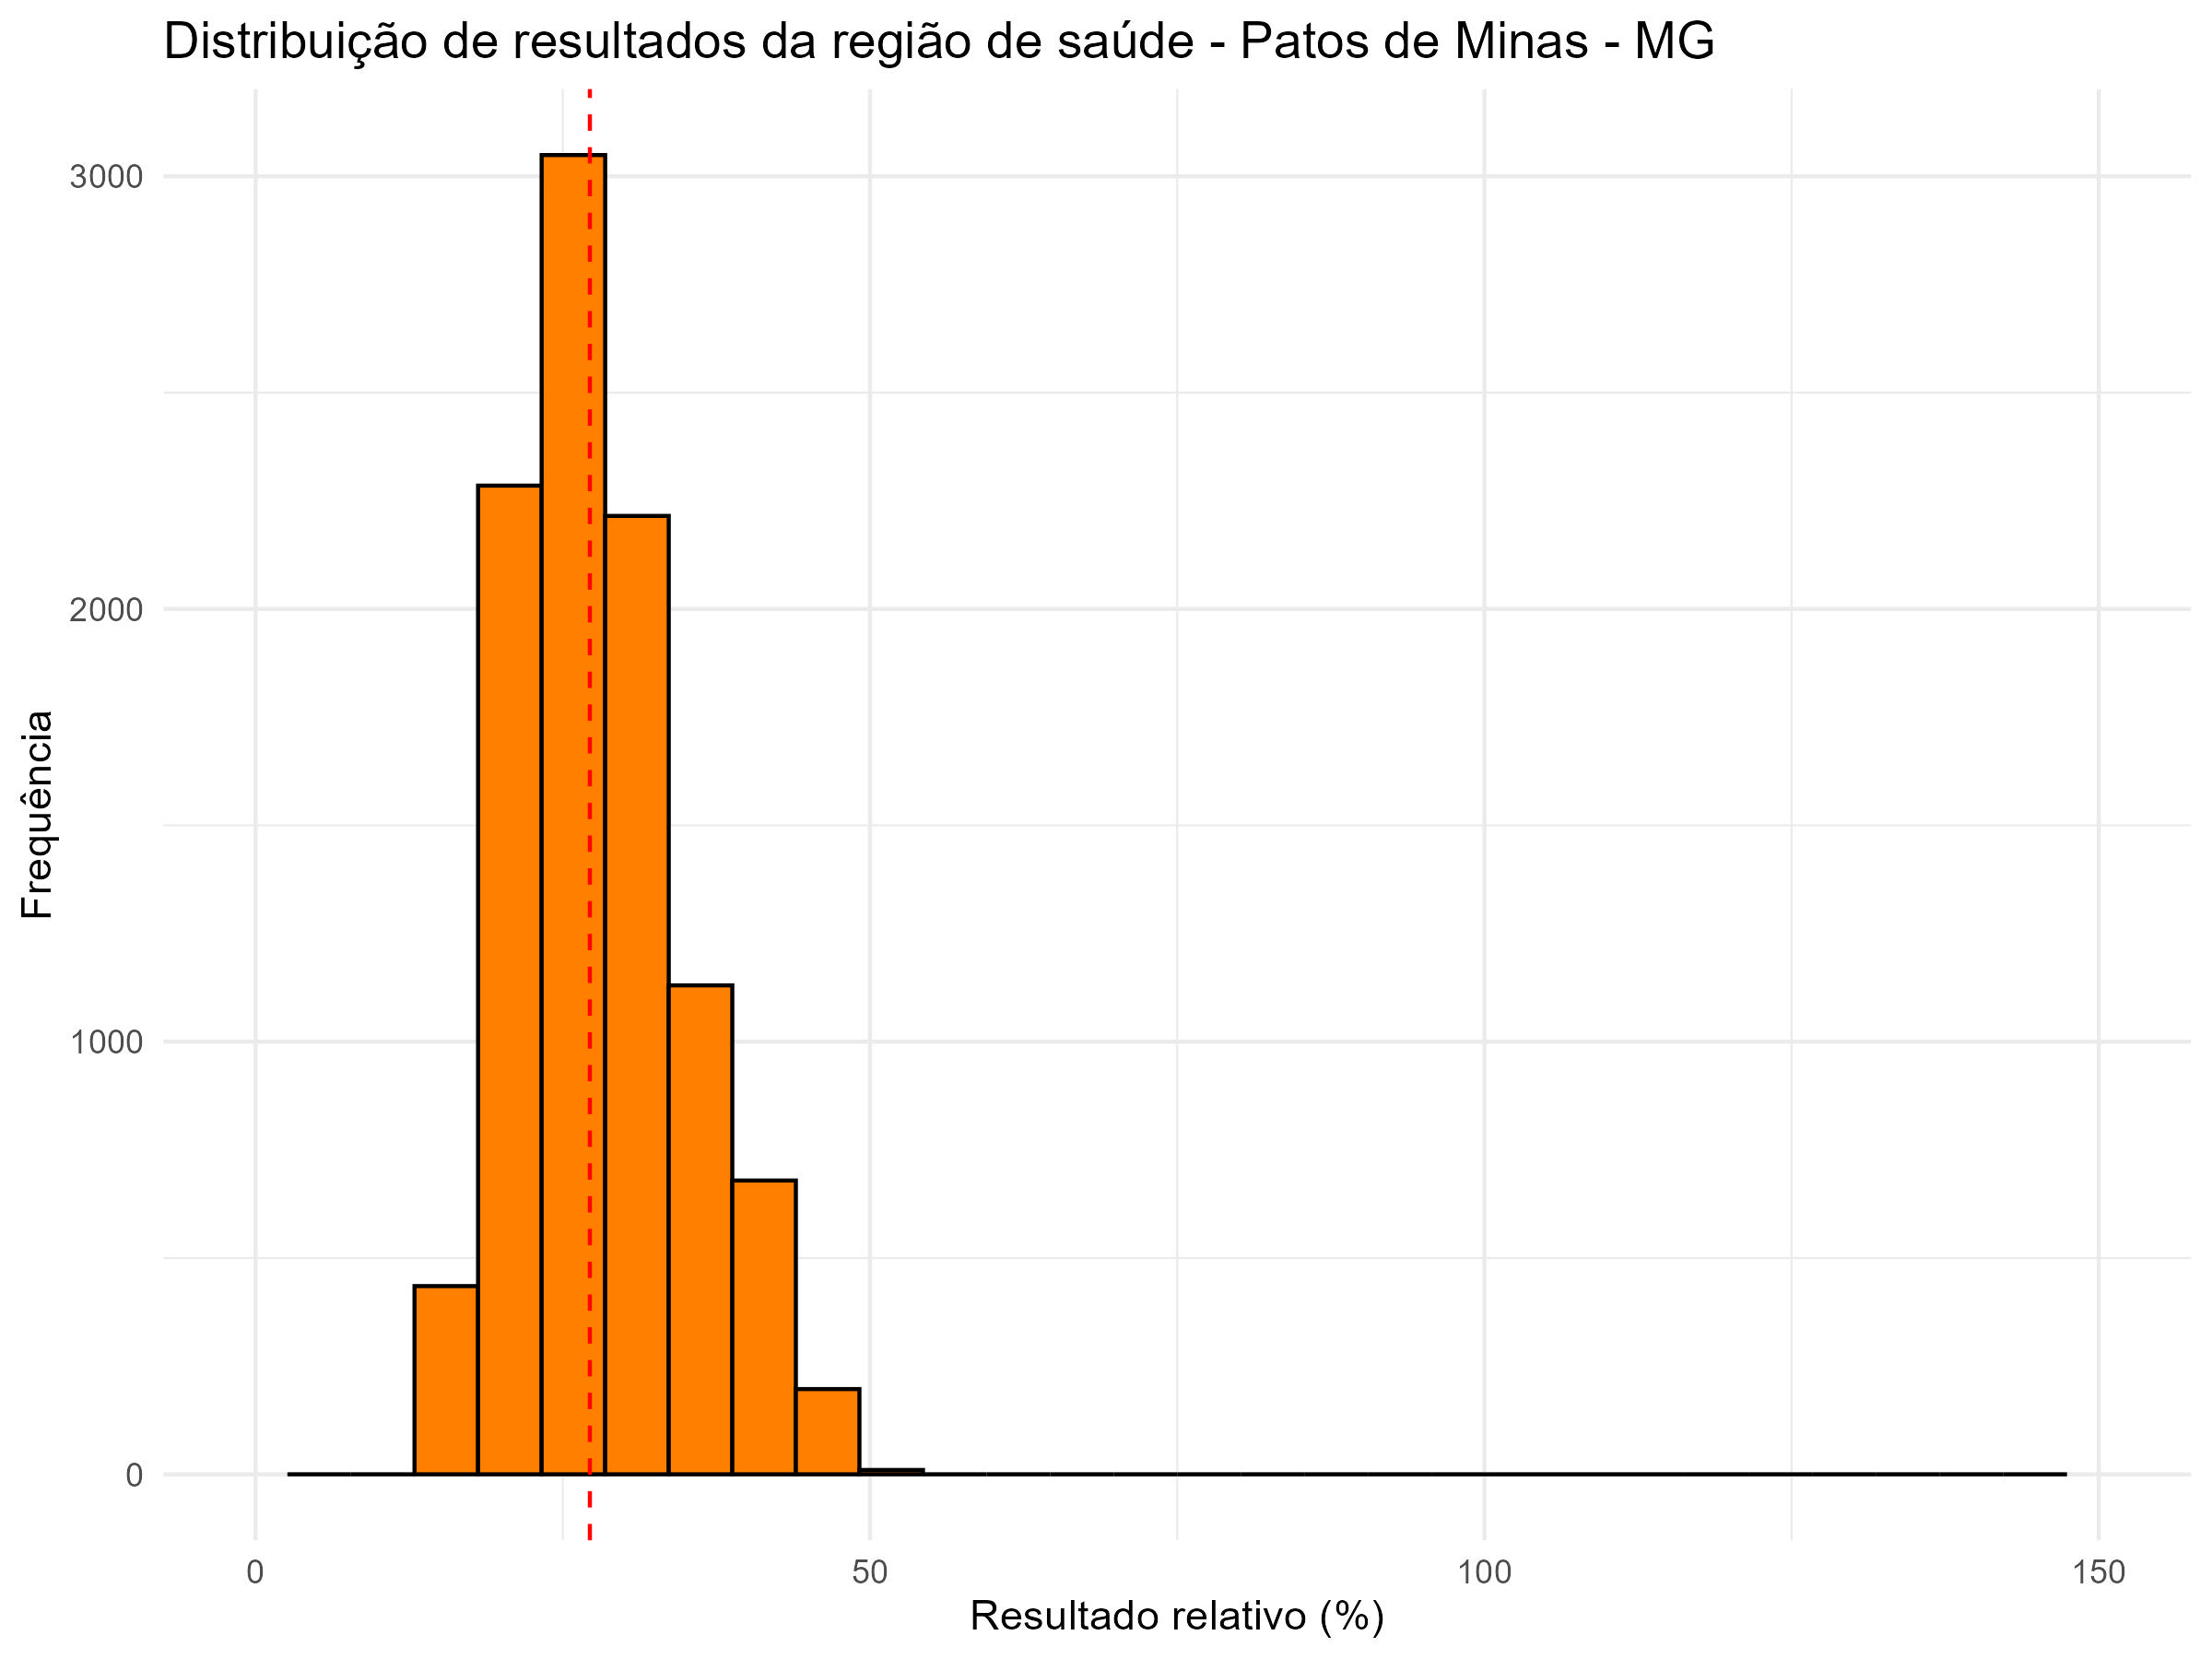 Distribuição de resultados da região de saúde - Patos de Minas - MG
3000
2000
1000
0
Frequência
0 50 100 150
Resultado relativo (%)